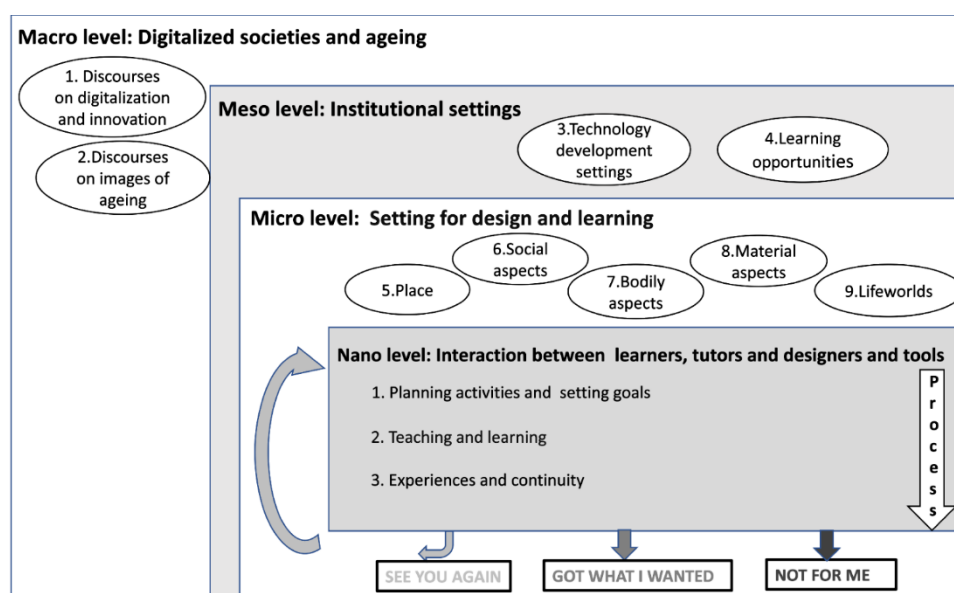 Macro level: Digitalized societies and ageing
1. Discourses
on digitalization
and innovation
2.Discourses
on images of
ageing
Meso level: Institutional settings
3.Technology
development
settings
4.Learning
opportunities
Micro level: Setting for design and learning
5.Place
6.Social
aspects
7.Bodily
aspects
8.Material
aspects
9.Lifeworlds
Nano level: Interaction between learners, tutors and designers and tools
1. Planning activities and setting goals
2. Teaching and learning
3. Experiences and continuity
Process
SEE YOU AGAIN
GOT WHAT I WANTED
NOT FOR ME